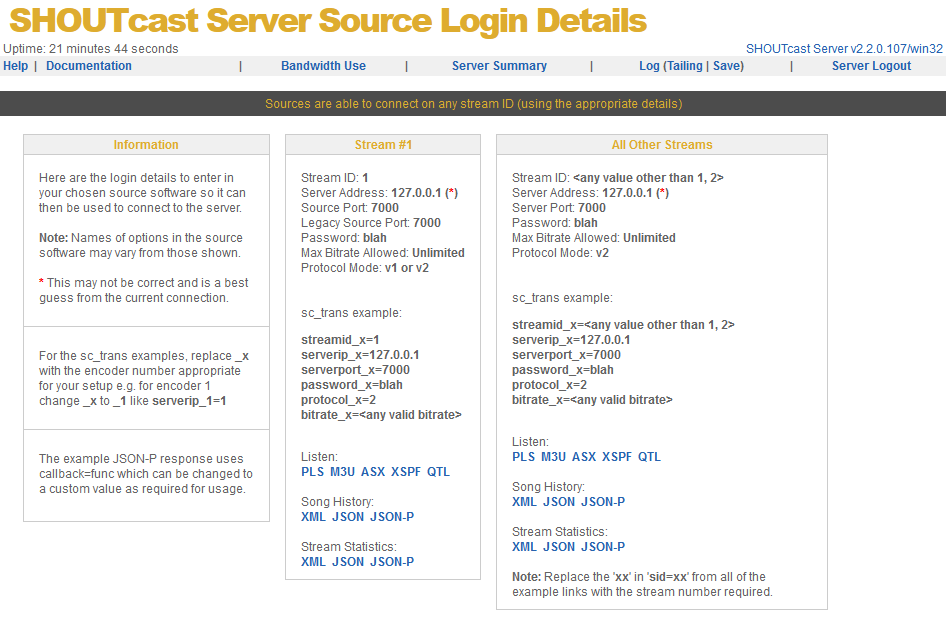 SHOUTcast Server Source Login Details
Uptime: 21 minutes 44 seconds
SHOUTcast Server v2.2.0.107/win32
Help | Documentation | Bandwidth Use | Server Summary | Log (Tailing | Save) | Server Logout
Sources are able to connect on any stream ID (using the appropriate details)
Information
Here are the login details to enter in
your chosen source software so it can
then be used to connect to the server.
Note: Names of options in the source
software may vary from those shown.
* This may not be correct and is a best
guess from the current connection.
For the sc_trans examples, replace _x
with the encoder number appropriate
for your setup e.g. for encoder 1
change _x to _1 like serverip_1=1
The example JSON-P response uses
callback=func which can be changed to
a custom value as required for usage.
Stream #1
Stream ID: 1
Server Address: 127.0.0.1 (*)
Source Port: 7000
Legacy Source Port: 7000
Password: blah
Max Bitrate Allowed: Unlimited
Protocol Mode: v1 or v2
sc_trans example:
streamid_x=1
serverip_x=127.0.0.1
serverport_x=7000
password_x=blah
protocol_x=2
bitrate_x=<any valid bitrate>
Listen:
PLS M3U ASX XSPF QTL
Song History:
XML JSON JSON-P
Stream Statistics:
XML JSON JSON-P
All Other Streams
Stream ID: <any value other than 1, 2>
Server Address: 127.0.0.1 (*)
Server Port: 7000
Password: blah
Max Bitrate Allowed: Unlimited
Protocol Mode: v2
sc_trans example:
streamid_x=<any value other than 1, 2>
serverip_x=127.0.0.1
serverport_x=7000
password_x=blah
protocol_x=2
bitrate_x=<any valid bitrate>
Listen:
PLS M3U ASX XSPF QTL
Song History:
XML JSON JSON-P
Stream Statistics:
XML JSON JSON-P
Note: Replace the 'xx' in 'sid=xx' from all of the
example links with the stream number required.